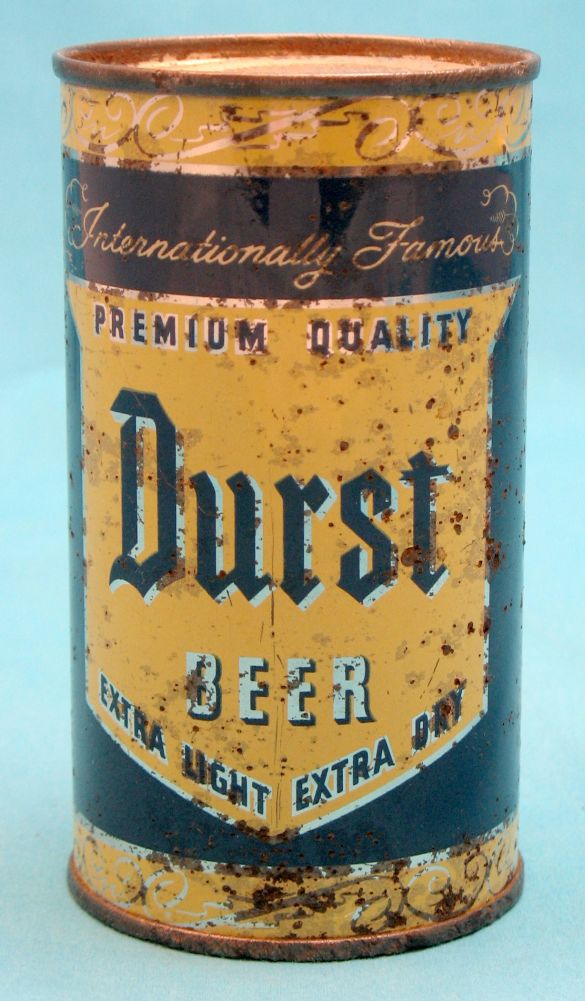 Internationally Famous
PREMIUM QUALITY
Durst
BEER
EXTRA LIGHT EXTRA DRY